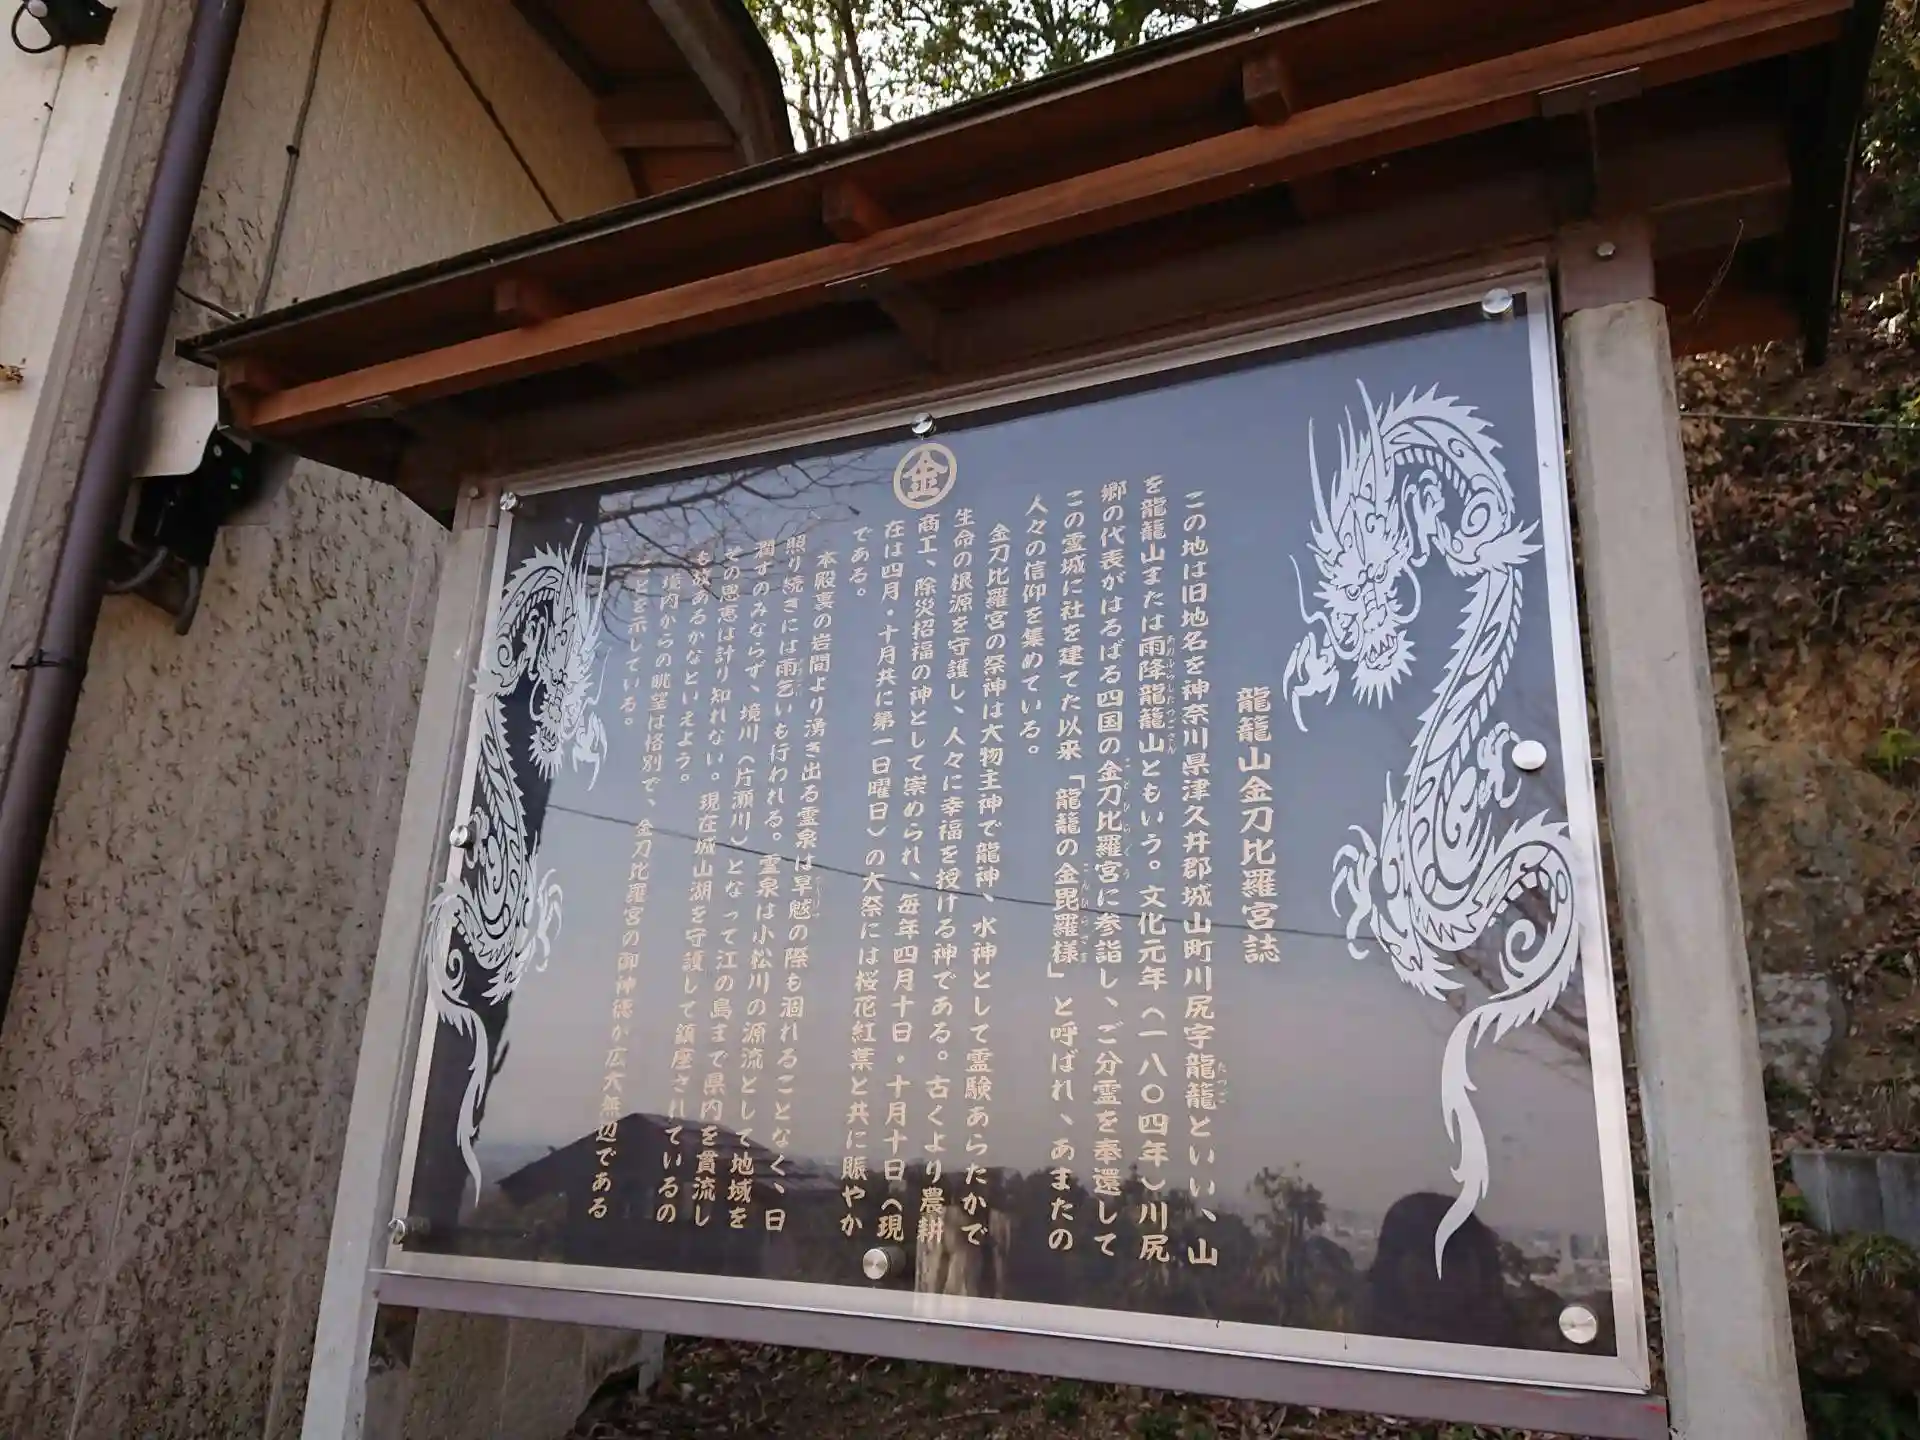 龍籠山金刀比羅宮誌
この地は旧地名を神奈川県津久井郡城山町川尻字龍籠といい、山
を龍籠山または雨降龍籠山ともいう。文化元年（一八〇四年）川尻
郷の代表がはるばる四国の金刀比羅宮に参詣し、ご分霊を奉還して
この霊域に社を建てた以来「龍籠の金毘羅様」と呼ばれ、あまたの
人々の信仰を集めている。
金刀比羅宮の祭神は大物主神で龍神、水神として霊験あらたかで
生命の根源を守護し、人々に幸福を授ける神である。古くより農耕
商工、除災招福の神として崇められ、毎年四月十日・十月十日（現
在は四月・十月共に第一日曜日）の大祭には桜花紅葉と共に賑やか
である。
本殿裏の岩間より湧き出る霊泉は旱魃の際も涸れることなく、日
照り続きには雨乞いも行われる。霊泉は小松川の源流として地域を
潤すのみならず、境川（片瀬川）となって江の島まで県内を貫流し
その恩恵は計り知れない。現在城山湖を守護して鎮座されているの
も故あるかなといえよう。
境内からの眺望は格別で、金刀比羅宮の御神徳が広大無辺である
ことを示している。
金